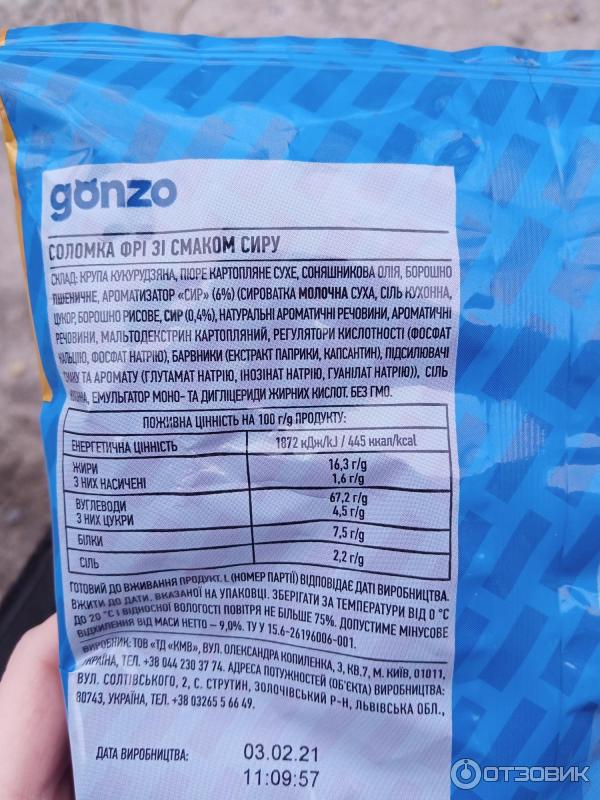 gonzo
СОЛОМКА ФРІ ЗІ СМАКОМ СИРУ
СКЛАД: КРУПА КУКУРУДЗЯНА, ПЮРЕ КАРТОПЛЯНЕ СУХЕ, СОНЯШНИКОВА ОЛІЯ, БОРОШНО
ПШЕНИЧНЕ, АРОМАТИЗАТОР «СИР» (6%) (СИРОВАТКА МОЛОЧНА СУХА, СІЛЬ КУХОННА,
ЦУКОР, БОРОШНО РИСОВЕ, СИР (0,4%), НАТУРАЛЬНІ АРОМАТИЧНІ РЕЧОВИНИ, АРОМАТИЧНІ
РЕЧОВИНИ, МАЛЬТОДЕКСТРИН КАРТОПЛЯНИЙ, РЕГУЛЯТОРИ КИСЛОТНОСТІ (ФОСФАТ
КАЛЬЦІЮ, ФОСФАТ НАТРІЮ), БАРВНИКИ (ЕКСТРАКТ ПАПРИКИ, КАПСАНТИН), ПІДСИЛЮВАЧІ
СМАКУ ТА АРОМАТУ (ГЛУТАМАТ НАТРІЮ, ІНОЗІНАТ НАТРІЮ, ГУАНІЛАТ НАТРІЮ)), СІЛЬ
ЕМУЛЬГАТОР МОНО- ТА ДИГЛІЦЕРИДИ ЖИРНИХ КИСЛОТ. БЕЗ ГМО.
ПОЖИВНА ЦІННІСТЬ НА 100 г/g ПРОДУКТУ:
ЕНЕРГЕТИЧНА ЦІННІСТЬ 1872 кДж/kJ / 445 ккал/kcal
ЖИРИ 16,3 г/g
З НИХ НАСИЧЕНІ 1,6 г/g
ВУГЛЕВОДИ 67,2 г/g
З НИХ ЦУКРИ 4,5 г/g
БІЛКИ 7,5 г/g
СІЛЬ 2,2 г/g
ГОТОВИЙ ДО ВЖИВАННЯ ПРОДУКТ. L (НОМЕР ПАРТІЇ) ВІДПОВІДАЄ ДАТІ ВИРОБНИЦТВА.
ВЖИТИ ДО ДАТИ, ВКАЗАНОЇ НА УПАКОВЦІ. ЗБЕРІГАТИ ЗА ТЕМПЕРАТУРИ ВІД 0 °С
ДО 20 °С І ВІДНОСНОЇ ВОЛОГОСТІ ПОВІТРЯ НЕ БІЛЬШЕ 75%. ДОПУСТИМЕ МІНУСОВЕ
ВІДХИЛЕННЯ ВІД МАСИ НЕТТО – 9,0%. ТУ У 15.6-26196006-001.
ВИРОБНИК: ТОВ «ТД «КМВ», ВУЛ. ОЛЕКСАНДРА КОПИЛЕНКА, 3, КВ.7, М. КИЇВ, 01011,
УКРАЇНА, ТЕЛ. +38 044 230 37 74. АДРЕСА ПОТУЖНОСТЕЙ (ОБ'ЄКТА) ВИРОБНИЦТВА:
ВУЛ. СОЛТІВСЬКОГО, 2, С. СТРУТИН, ЗОЛОЧІВСЬКИЙ Р-Н, ЛЬВІВСЬКА ОБЛ.,
80743, УКРАЇНА, ТЕЛ. +38 03265 5 66 49.
ДАТА ВИРОБНИЦТВА: 03.02.21
11:09:57
ОТЗОВИК